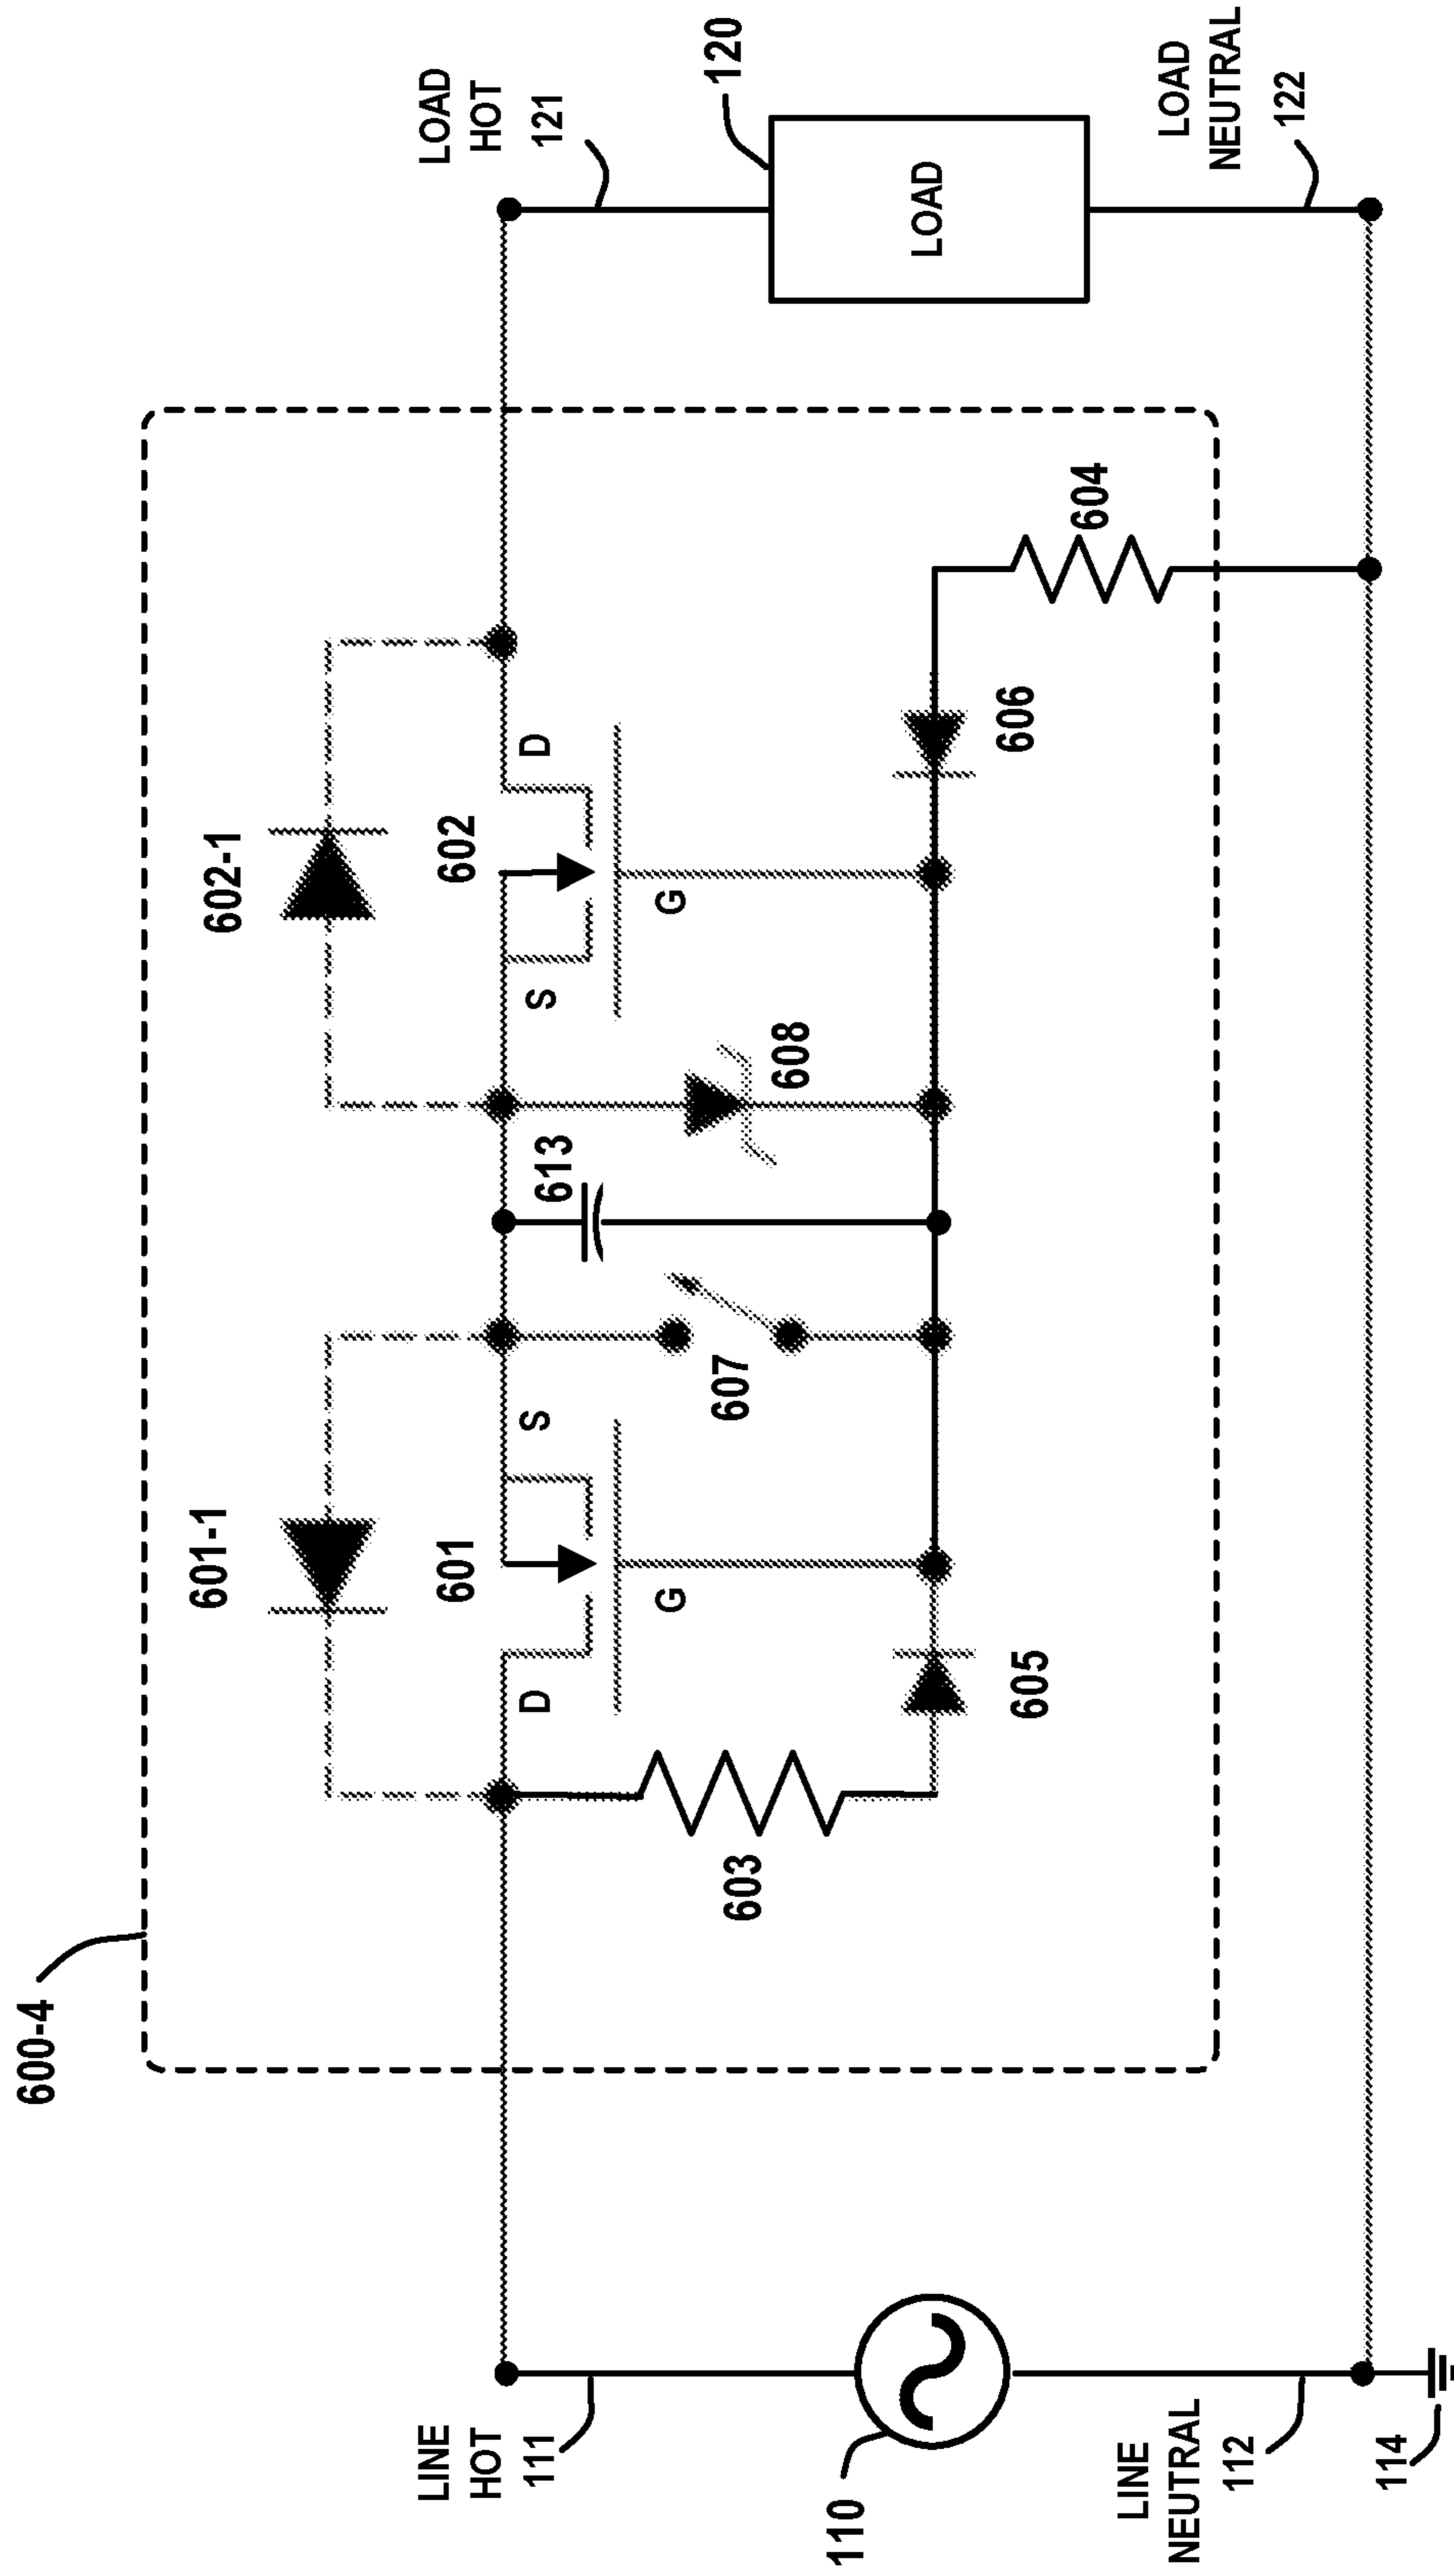 600-4
601-1
602-1
LINE
HOT
111
LOAD
HOT
121
601
602
D
S
S
D
613
G
G
603
607
608
120
110
LOAD
605
606
604
LINE
NEUTRAL
112
LOAD
NEUTRAL
122
114